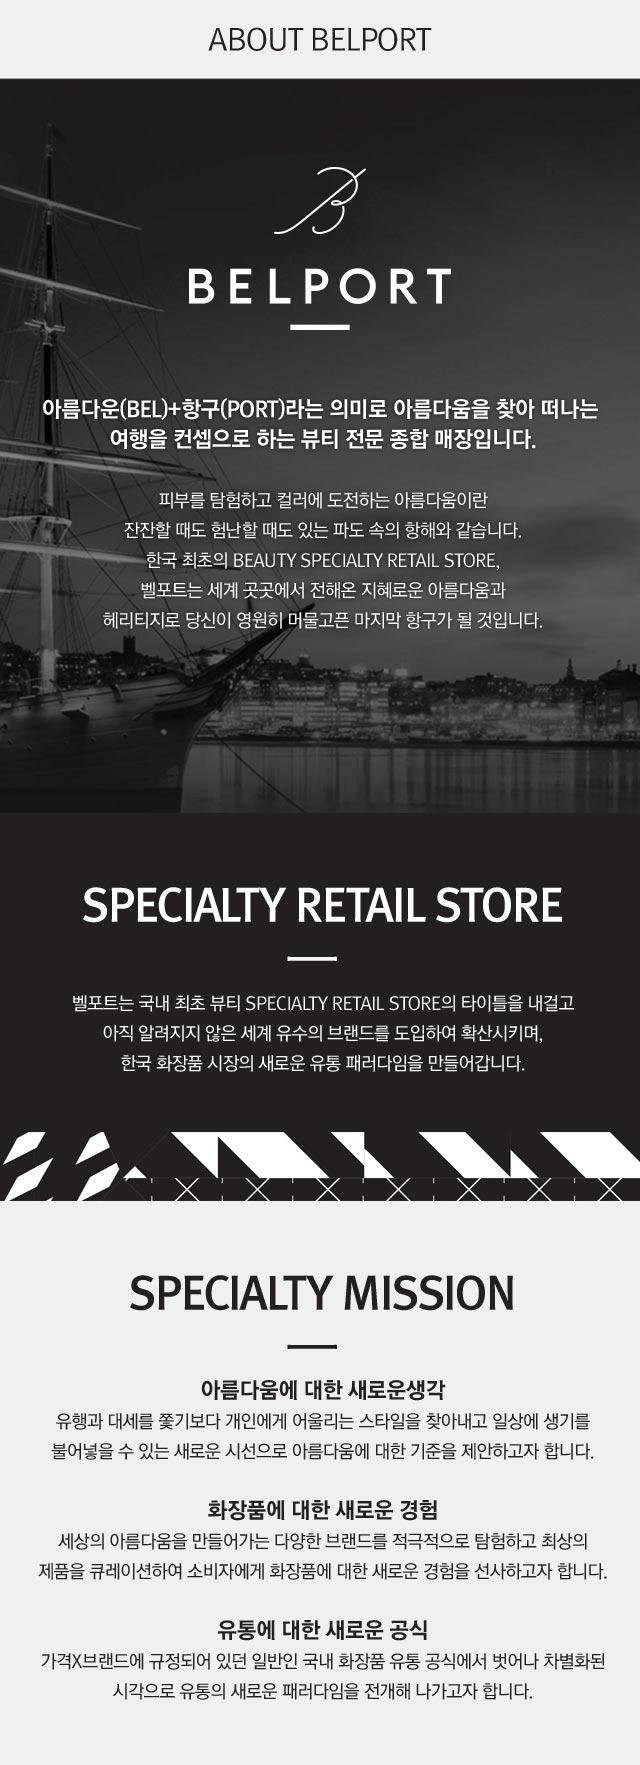 ABOUT BELPORT
B
BELPORT
아름다운(BEL)+항구(PORT)라는 의미로 아름다움을 찾아 떠나는
여행을 컨셉으로 하는 뷰티 전문 종합 매장입니다.
피부를 탐험하고 컬러에 도전하는 아름다움이란
잔잔할 때도 험난할 때도 있는 파도 속의 항해와 같습니다.
한국 최초의 BEAUTY SPECIALTY RETAIL STORE,
벨포트는 세계 곳곳에서 전해온 지혜로운 아름다움과
헤리티지로 당신이 영원히 머물고픈 마지막 항구가 될 것입니다.
SPECIALTY RETAIL STORE
벨포트는 국내 최초 뷰티 SPECIALTY RETAIL STORE의 타이틀을 내걸고
아직 알려지지 않은 세계 유수의 브랜드를 도입하여 확산시키며,
한국 화장품 시장의 새로운 유통 패러다임을 만들어갑니다.
SPECIALTY MISSION
아름다움에 대한 새로운생각
유행과 대세를 쫓기보다 개인에게 어울리는 스타일을 찾아내고 일상에 생기를
불어넣을 수 있는 새로운 시선으로 아름다움에 대한 기준을 제안하고자 합니다.
화장품에 대한 새로운 경험
세상의 아름다움을 만들어가는 다양한 브랜드를 적극적으로 탐험하고 최상의
제품을 큐레이션하여 소비자에게 화장품에 대한 새로운 경험을 선사하고자 합니다.
유통에 대한 새로운 공식
가격X브랜드에 규정되어 있던 일반인 국내 화장품 유통 공식에서 벗어나 차별화된
시각으로 유통의 새로운 패러다임을 전개해 나가고자 합니다.